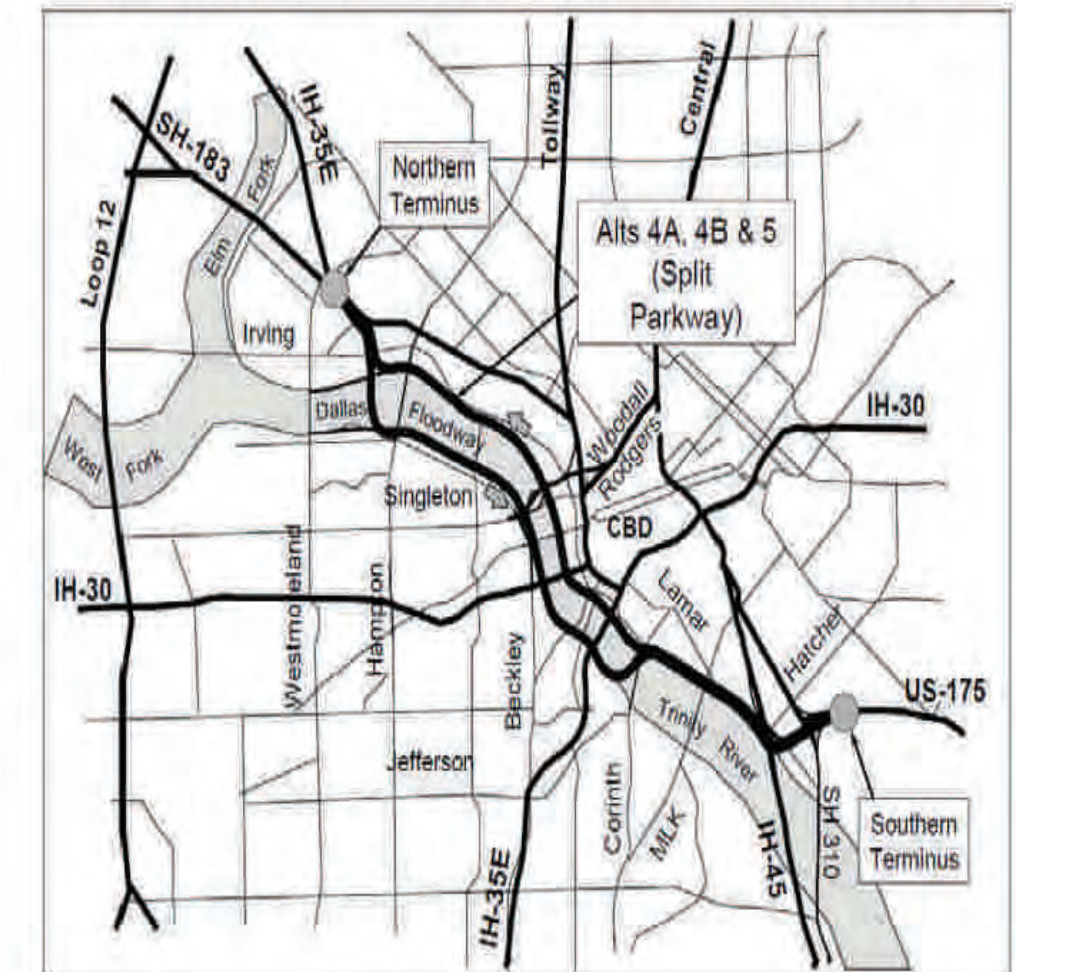 Tollway
Central
IH-35E
SH-183
Northern
Terminus
Fork
Elm
Loop 12
Alts 4A, 4B & 5
(Split
Parkway)
Irving
Dallas
Floodway
West
Fork
Woodall
Rodgers
IH-30
Singleton
CBD
IH-30
Westmoreland
Hampton
Beckley
Lamar
Hatcher
US-175
Trinity
River
Jefferson
Corinth
MLK
IH-35E
IH-45
SH 310
Southern
Terminus